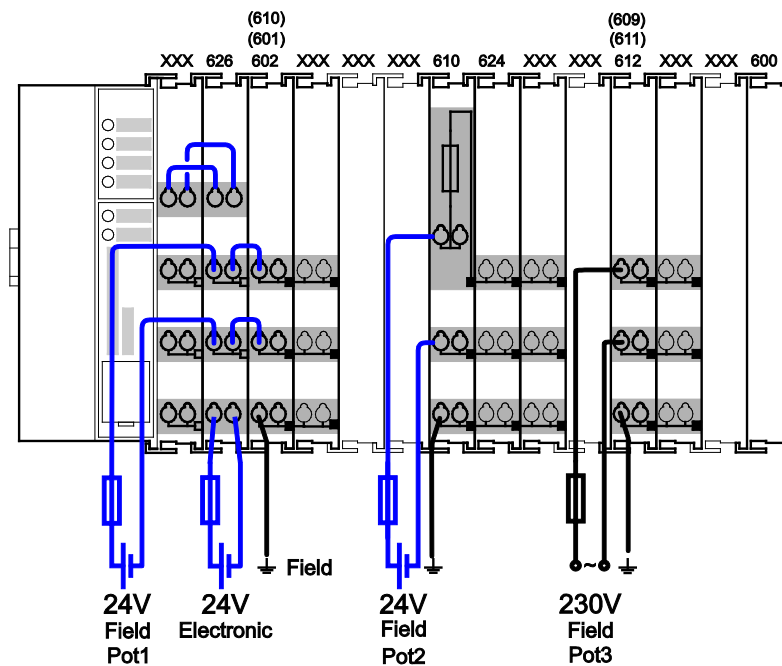 (610) (609)
(601) (611)
XXX 626 602 XXX XXX XXX 610 624 XXX XXX 612 XXX XXX 600
Field
~
24V 24V 24V 230V
Field Electronic Field Field
Pot1 Pot2 Pot3